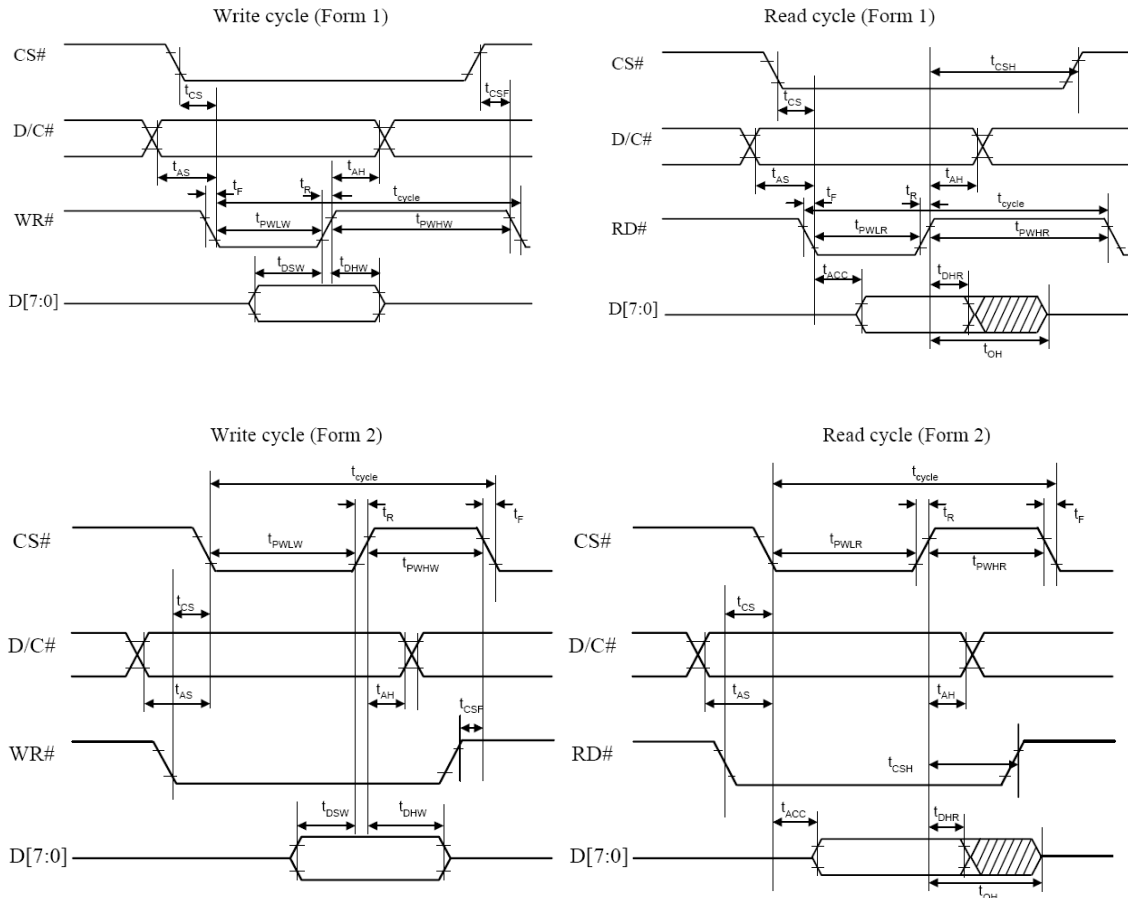 Write cycle (Form 1)
CS#
tCS
tCSF
D/C#
tAS
tF
tR
tAH
tcycle
WR#
tPWLW
tPWHW
tDSW
tDHW
D[7:0]
Read cycle (Form 1)
CS#
tCSH
tCS
D/C#
tAS
tF
tR
tAH
tcycle
RD#
tPWLR
tPWHR
tACC
tDHR
D[7:0]
tOH
Write cycle (Form 2)
tcycle
tR
tF
CS#
tPWLW
tPWHW
tCS
D/C#
tAS
tAH
tCSF
WR#
tDSW
tDHW
D[7:0]
Read cycle (Form 2)
tcycle
tR
tF
CS#
tPWLR
tPWHR
tCS
D/C#
tAS
tAH
RD#
tCSH
tACC
tDHR
D[7:0]
tOH